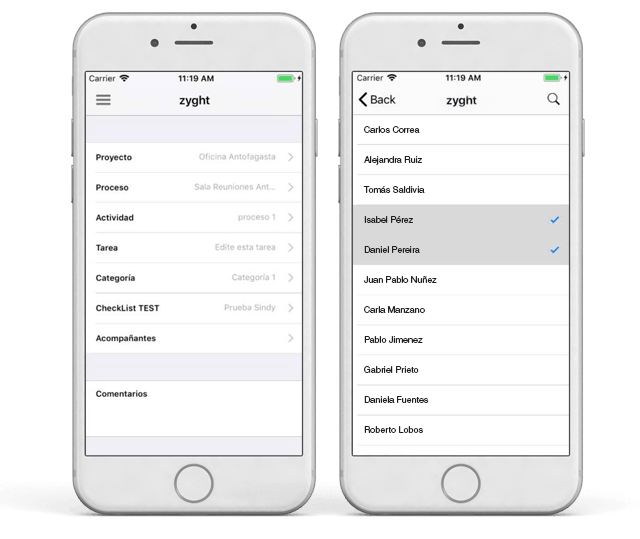 Carrier 11:19 AM
zyght
Proyecto Oficina Antofagasta
Proceso Sala Reuniones Ant...
Actividad proceso 1
Tarea Edite esta tarea
Categoría Categoría 1
CheckList TEST Prueba Sindy
Acompañantes
Comentarios
Carrier 11:19 AM
Back zyght
Carlos Correa
Alejandra Ruiz
Tomás Saldivia
Isabel Pérez
Daniel Pereira
Juan Pablo Nuñez
Carla Manzano
Pablo Jimenez
Gabriel Prieto
Daniela Fuentes
Roberto Lobos